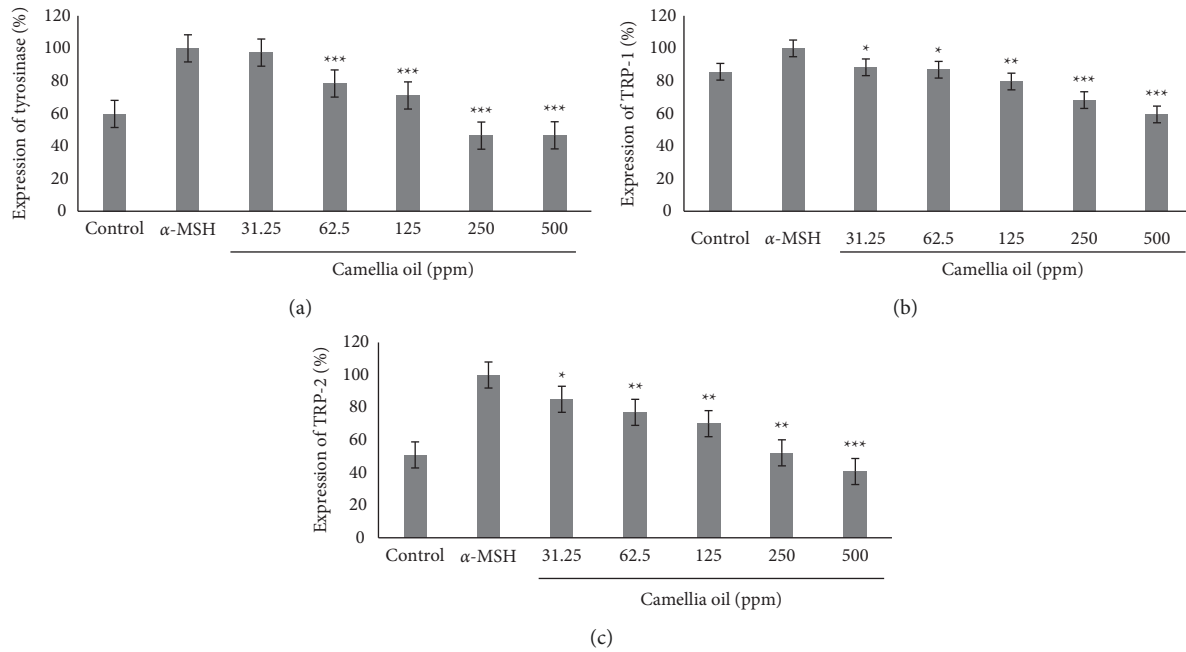 Expression of tyrosinase (%)
120
100
80
60
40
20
0
***
***
***
***
Control α-MSH 31.25 62.5 125 250 500
Camellia oil (ppm)
(a)
Expression of TRP-1 (%)
120
100
80
60
40
20
0
*
*
**
***
***
Control α-MSH 31.25 62.5 125 250 500
Camellia oil (ppm)
(b)
Expression of TRP-2 (%)
120
100
80
60
40
20
0
*
**
**
**
***
Control α-MSH 31.25 62.5 125 250 500
Camellia oil (ppm)
(c)